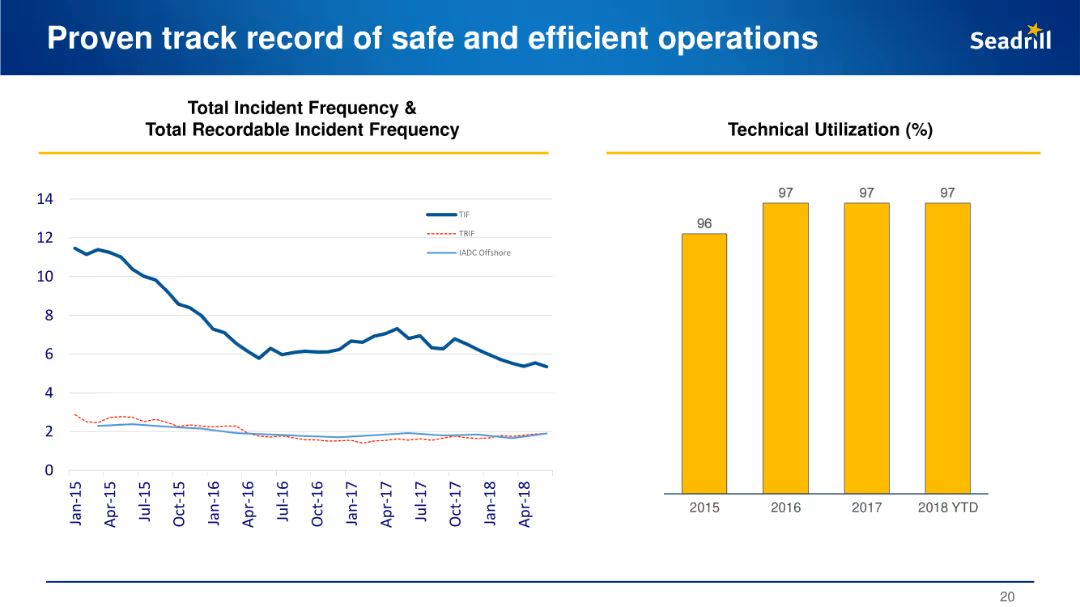 Proven track record of safe and efficient operations
Seadrill
Total Incident Frequency &
Total Recordable Incident Frequency
14
12
10
8
6
4
2
0
TIF
TRIF
IADC Offshore
Jan-15
Apr-15
Jul-15
Oct-15
Jan-16
Apr-16
Jul-16
Oct-16
Jan-17
Apr-17
Jul-17
Oct-17
Jan-18
Apr-18
Technical Utilization (%)
96
97
97
97
2015
2016
2017
2018 YTD
20